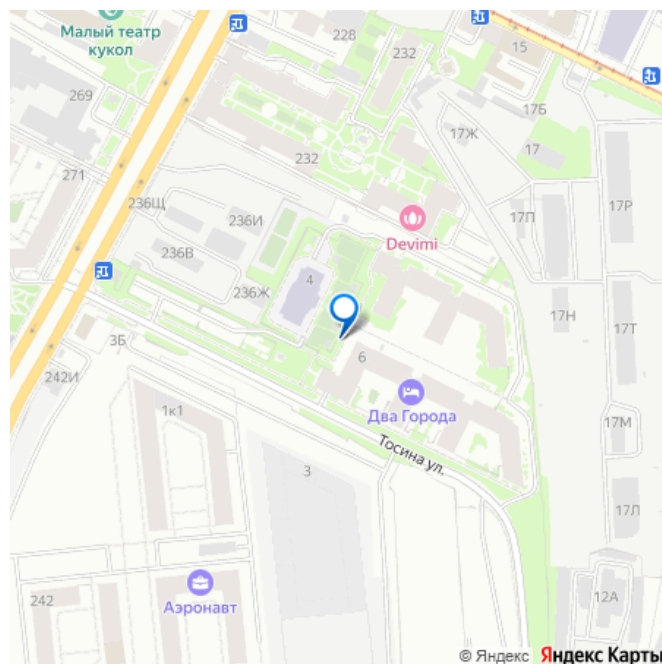 Малый театр
кукол
228
232
15
269
17Б
17Ж
232
17
271
236Щ
17Р
236И
17П
Devimi
236В
4
236Ж
17Н
17Т
3Б
6
242И
Два Города
1к1
17М
Тосина ул.
3
17Л
Аэронавт
242
12А
© Яндекс Яндекс Карты